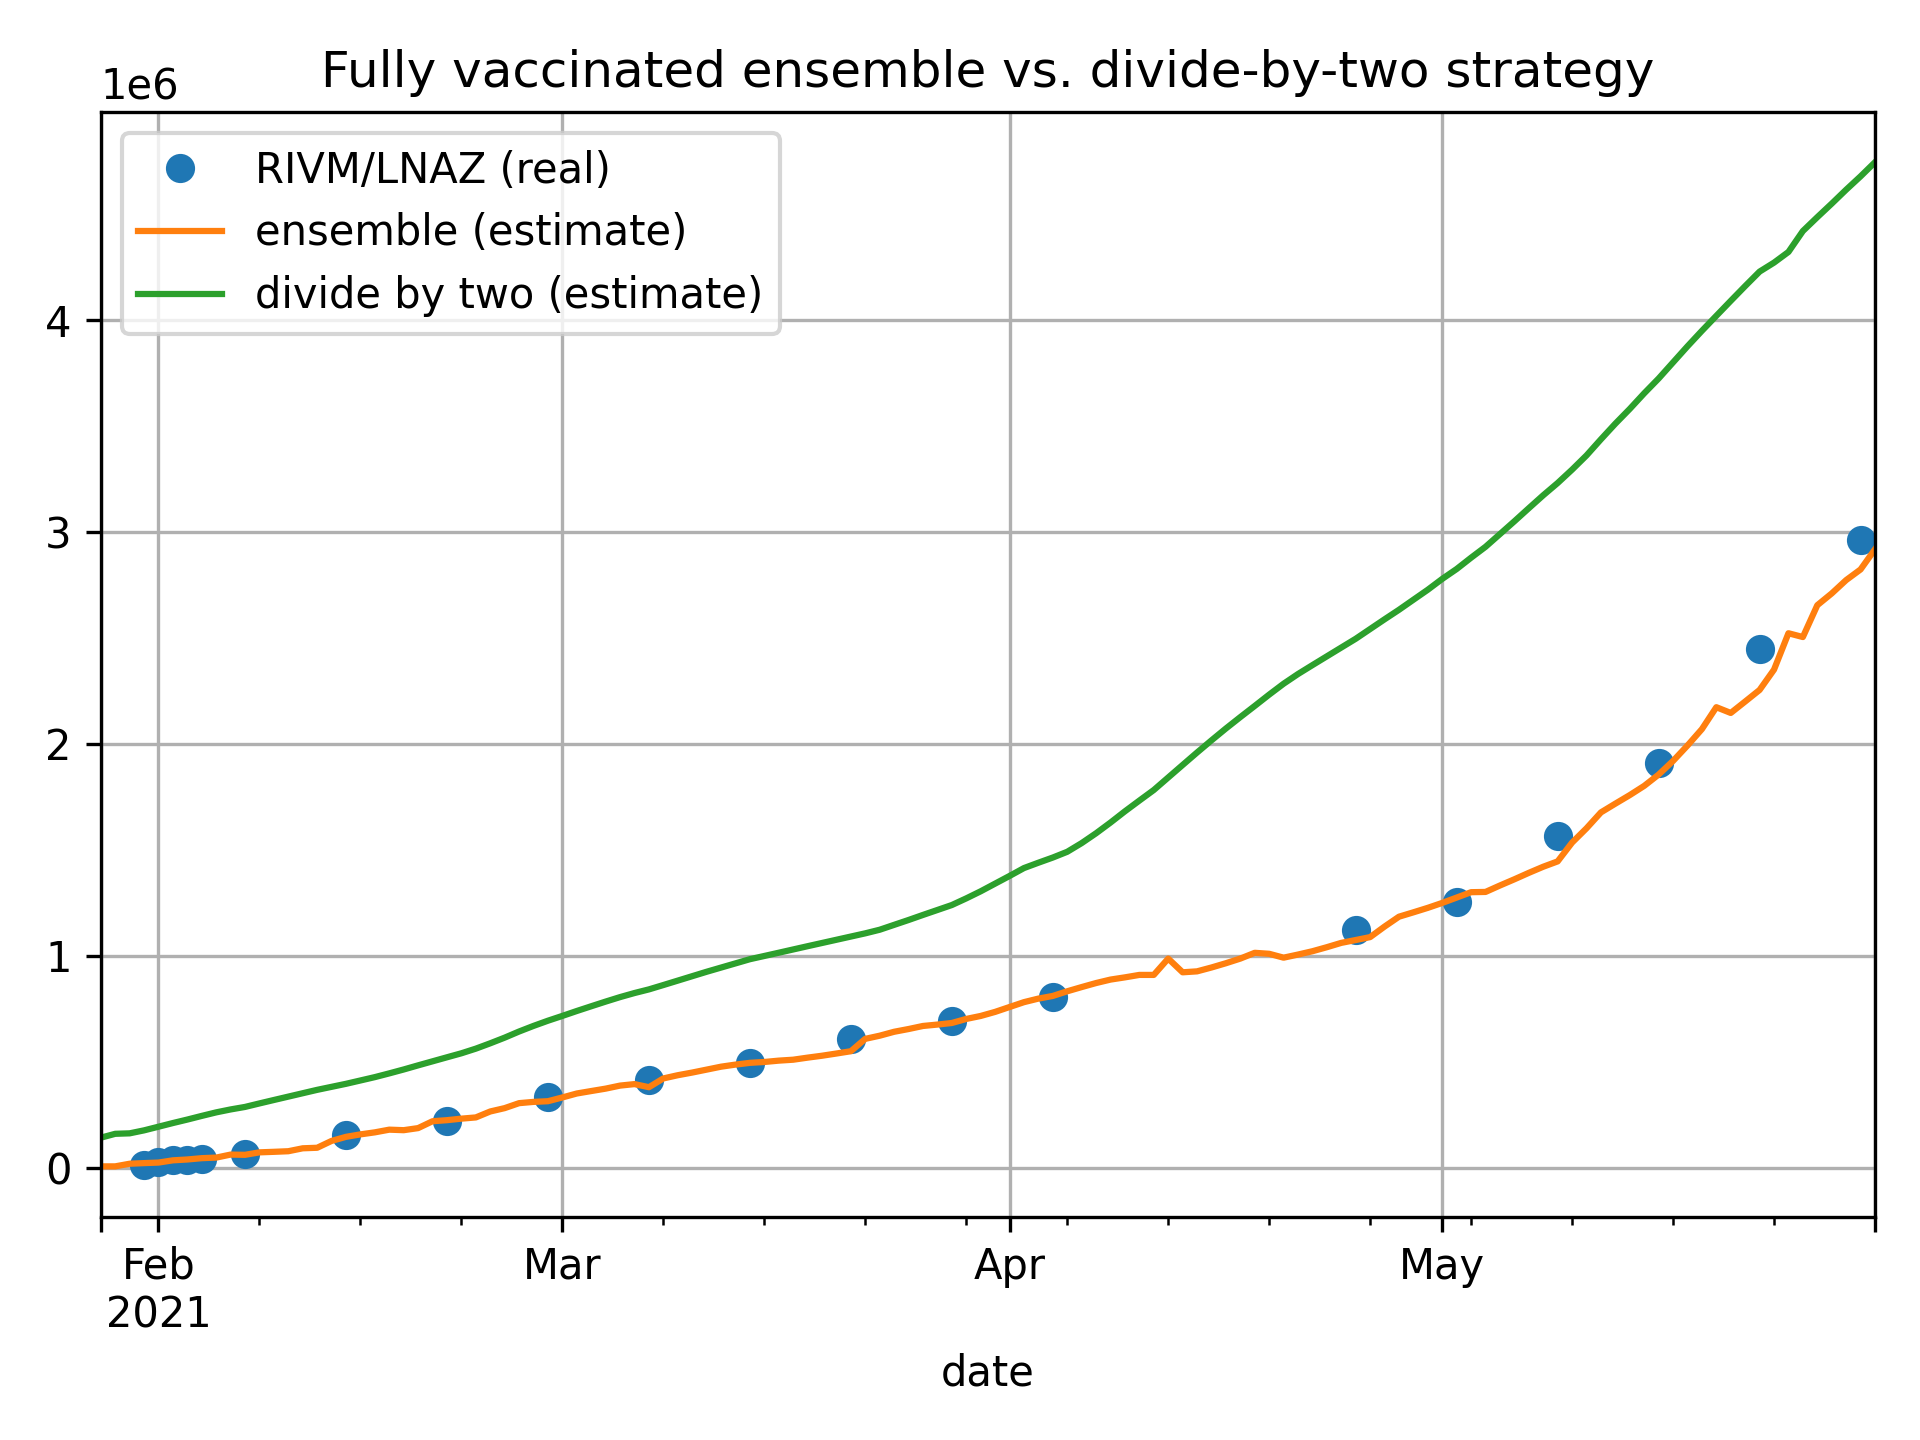 Fully vaccinated ensemble vs. divide-by-two strategy
1e6
RIVM/LNAZ (real)
ensemble (estimate)
divide by two (estimate)
4
3
2
1
0
Feb Mar Apr May
2021
date